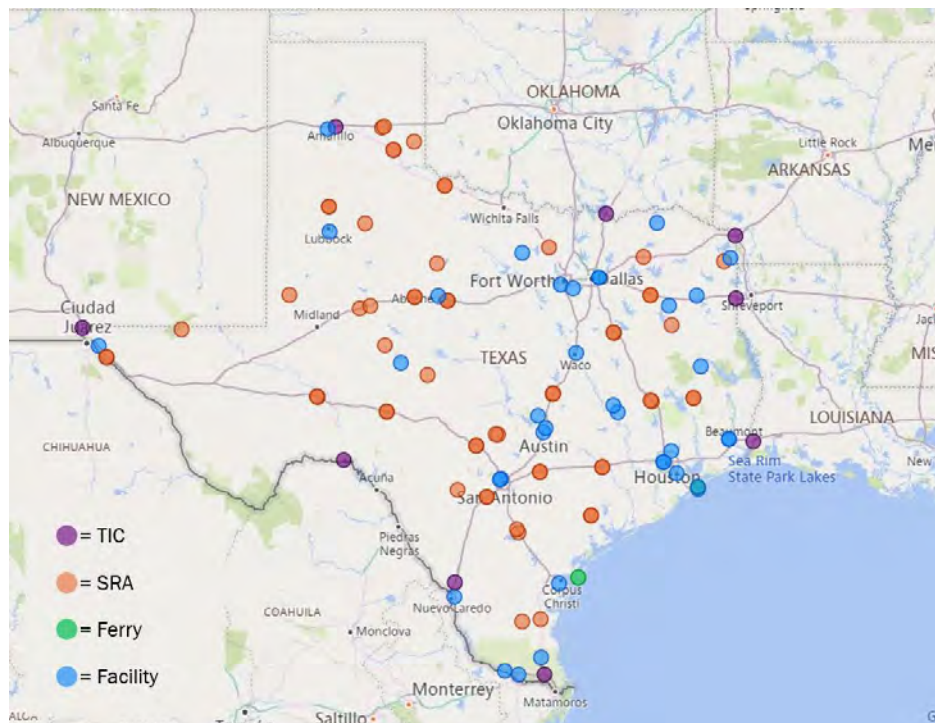 OKLAHOMA
Santa Fe
Oklahoma City
Amarillo
Albuquerque
Little Rock
ARKANSAS
NEW MEXICO
Wichita Falls
Lubbock
Fort Worth
Dallas
Ciudad
Juárez
Midland
Shreveport
TEXAS
Waco
LOUISIANA
Beaumont
CHIHUAHUA
Austin
Houston
Sea Rim
State Park Lakes
Acuña
San Antonio
Piedras
Negras
= TIC
= SRA
Corpus
Christi
Nuevo Laredo
COAHUILA
= Ferry
Monclova
= Facility
Monterrey
Matamoros
Saltillo